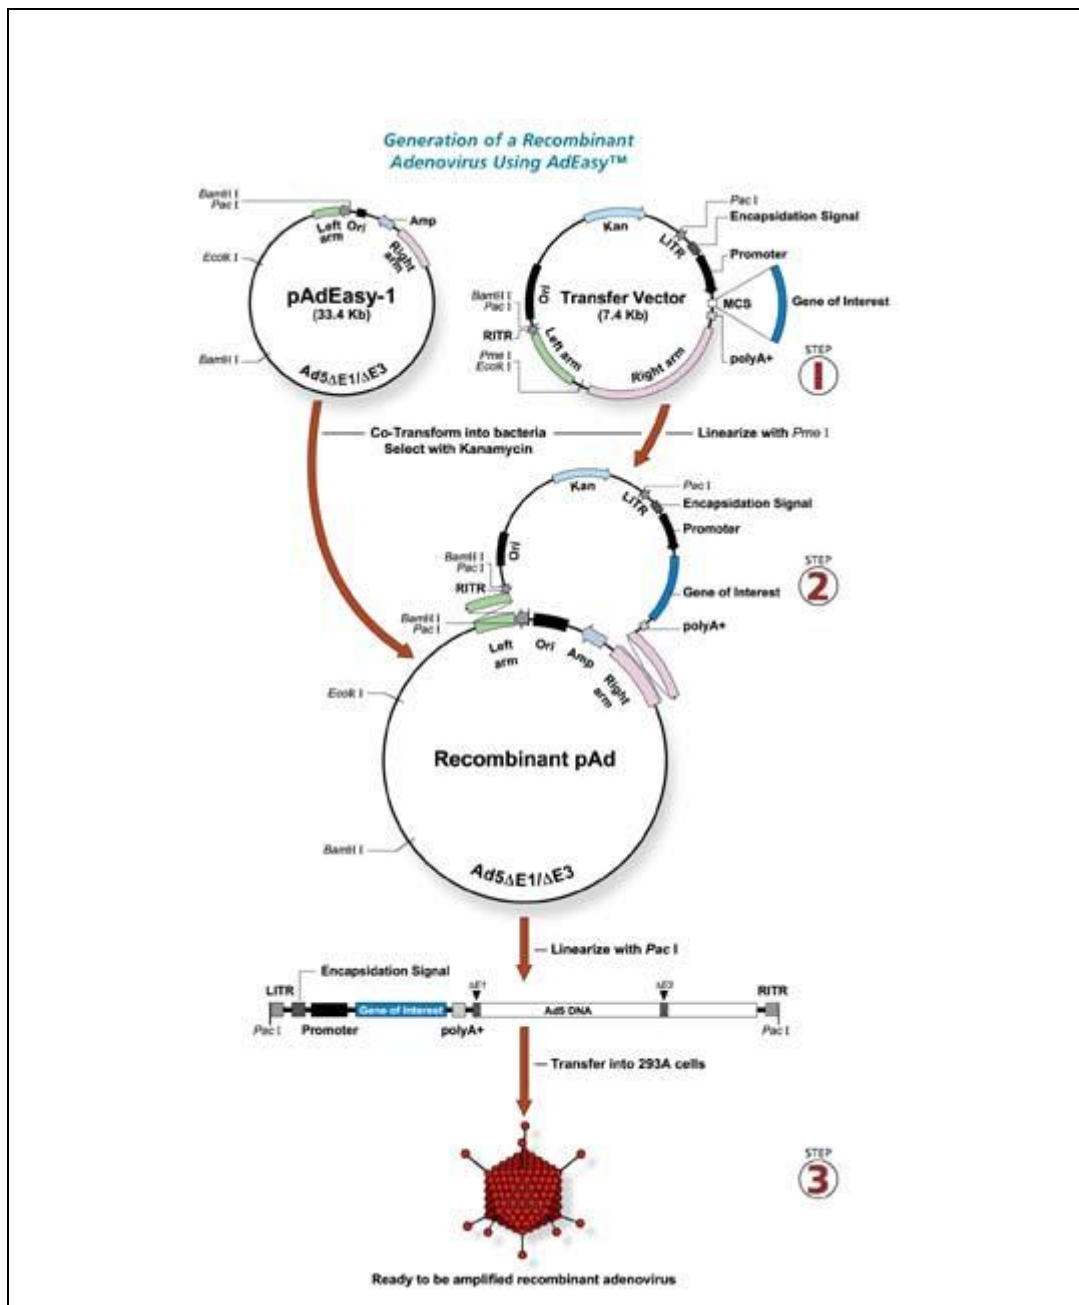 Generation of a Recombinant
Adenovirus Using AdEasy™
BamH I
Pac I
Left
arm
Ori
Amp
Right
arm
EcoR I
pAdEasy-1
(33.4 Kb)
BamH I
Ad5ΔE1/ΔE3
Kan
Pac I
LITR
Encapsidation Signal
Promoter
Ori
BamH I
Pac I
Transfer Vector
(7.4 Kb)
MCS
Gene of Interest
RITR
Left arm
Pme I
EcoR I
Right arm
polyA+
STEP
1
Co-Transform into bacteria
Select with Kanamycin
Linearize with Pme I
Kan
Pac I
LITR
Encapsidation Signal
Promoter
Ori
BamH I
Pac I
RITR
Gene of Interest
STEP
2
BamH I
Pac I
polyA+
Left
arm
Ori
Amp
Right
arm
EcoR I
Recombinant pAd
BamH I
Ad5ΔE1/ΔE3
Linearize with Pac I
Encapsidation Signal
LITR
ΔE1
ΔE3
RITR
Gene of Interest
Ad5 DNA
Pac I
Promoter
polyA+
Pac I
Transfer into 293A cells
STEP
3
Ready to be amplified recombinant adenovirus